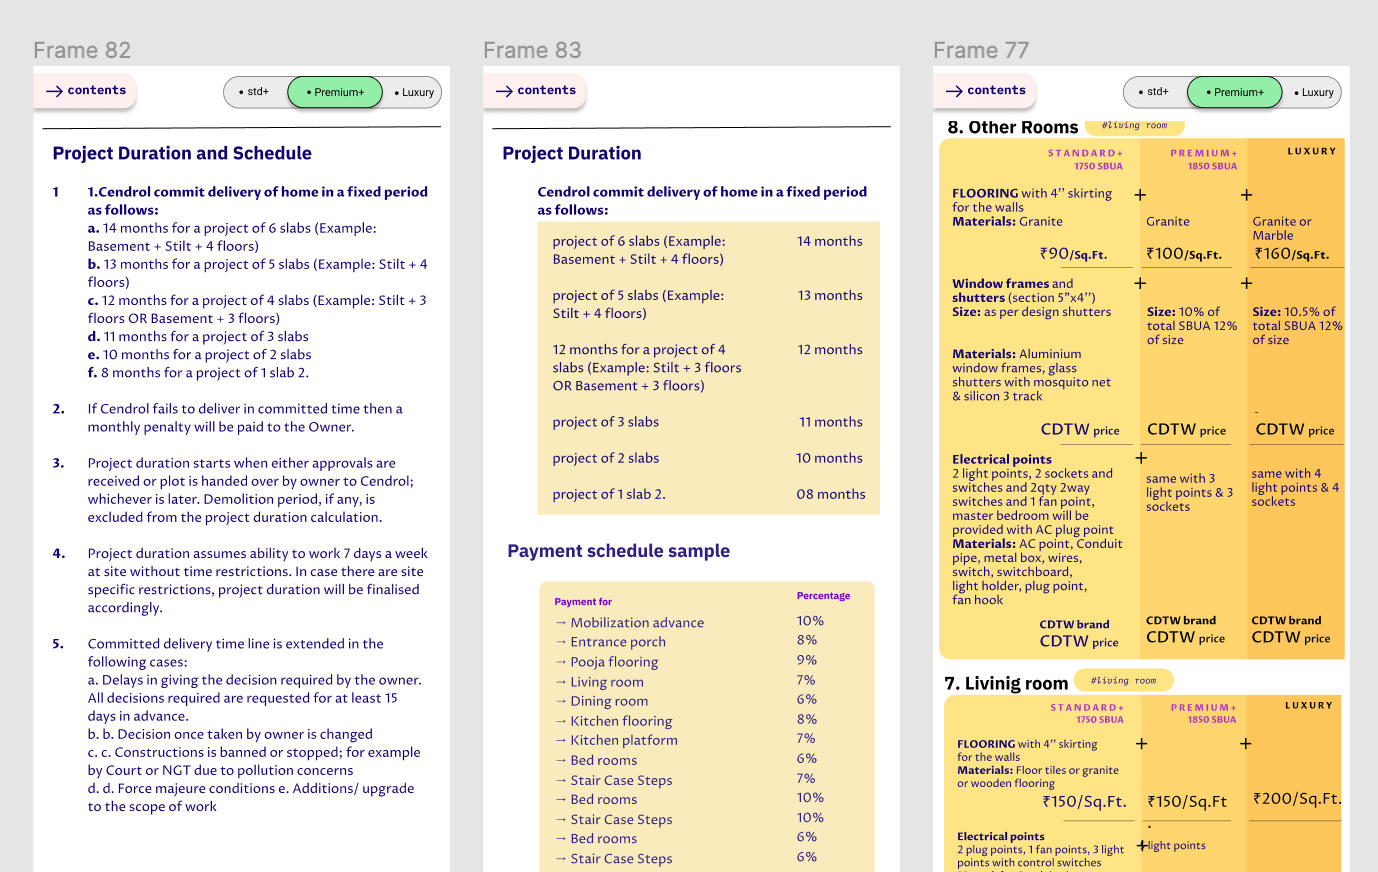 Frame 82
contents
• std+
• Premium+
• Luxury
Project Duration and Schedule
1 1.Cendrol commit delivery of home in a fixed period
as follows:
a. 14 months for a project of 6 slabs (Example:
Basement + Stilt + 4 floors)
b. 13 months for a project of 5 slabs (Example: Stilt + 4
floors)
c. 12 months for a project of 4 slabs (Example: Stilt + 3
floors OR Basement + 3 floors)
d. 11 months for a project of 3 slabs
e. 10 months for a project of 2 slabs
f. 8 months for a project of 1 slab 2.
2. If Cendrol fails to deliver in committed time then a
monthly penalty will be paid to the Owner.
3. Project duration starts when either approvals are
received or plot is handed over by owner to Cendrol;
whichever is later. Demolition period, if any, is
excluded from the project duration calculation.
4. Project duration assumes ability to work 7 days a week
at site without time restrictions. In case there are site
specific restrictions, project duration will be finalised
accordingly.
5. Committed delivery time line is extended in the
following cases:
a. Delays in giving the decision required by the owner.
All decisions required are requested for at least 15
days in advance.
b. b. Decision once taken by owner is changed
c. c. Constructions is banned or stopped; for example
by Court or NGT due to pollution concerns
d. d. Force majeure conditions e. Additions/ upgrade
to the scope of work
Frame 83
contents
Project Duration
Cendrol commit delivery of home in a fixed period
as follows:
project of 6 slabs (Example: 14 months
Basement + Stilt + 4 floors)
project of 5 slabs (Example: 13 months
Stilt + 4 floors)
12 months for a project of 4 12 months
slabs (Example: Stilt + 3 floors
OR Basement + 3 floors)
project of 3 slabs 11 months
project of 2 slabs 10 months
project of 1 slab 2. 08 months
Payment schedule sample
Payment for Percentage
→ Mobilization advance 10%
→ Entrance porch 8%
→ Pooja flooring 9%
→ Living room 7%
→ Dining room 6%
→ Kitchen flooring 8%
→ Kitchen platform 7%
→ Bed rooms 6%
→ Stair Case Steps 7%
→ Bed rooms 10%
→ Stair Case Steps 10%
→ Bed rooms 6%
→ Stair Case Steps 6%
Frame 77
contents
• std+
• Premium+
• Luxury
8. Other Rooms #living room
STANDARD+ PREMIUM+ LUXURY
1750 SBUA 1850 SBUA
FLOORING with 4’’ skirting + +
for the walls
Materials: Granite Granite Granite or
Marble
₹90/Sq.Ft. ₹100/Sq.Ft. ₹160/Sq.Ft.
Window frames and + +
shutters (section 5”x4’’)
Size: as per design shutters Size: 10% of Size: 10.5% of
total SBUA 12% total SBUA 12%
of size of size
Materials: Aluminium
window frames, glass
shutters with mosquito net
& silicon 3 track
-
CDTW price CDTW price CDTW price
Electrical points +
2 light points, 2 sockets and same with 3 same with 4
switches and 2qty 2way light points & 3 light points & 4
switches and 1 fan point, sockets sockets
master bedroom will be
provided with AC plug point
Materials: AC point, Conduit
pipe, metal box, wires,
switch, switchboard,
light holder, plug point,
fan hook
CDTW brand CDTW brand CDTW brand
CDTW price CDTW price CDTW price
7. Livinig room #living room
STANDARD+ PREMIUM+ LUXURY
1750 SBUA 1850 SBUA
FLOORING with 4’’ skirting + +
for the walls
Materials: Floor tiles or granite
or wooden flooring
₹150/Sq.Ft. ₹150/Sq.Ft ₹200/Sq.Ft.
Electrical points
2 plug points, 1 fan points, 3 light + light points
points with control switches